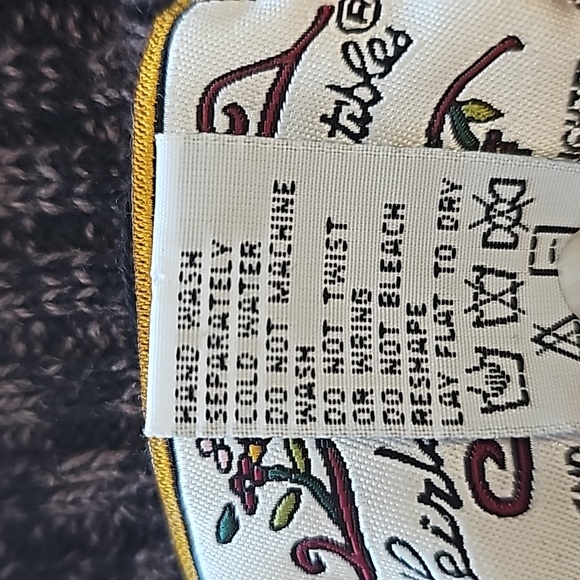 HAND WASH
SEPARATELY
COLD WATER
DO NOT MACHINE
WASH
DO NOT TWIST
OR WRING
DO NOT BLEACH
RESHAPE
LAY FLAT TO DRY